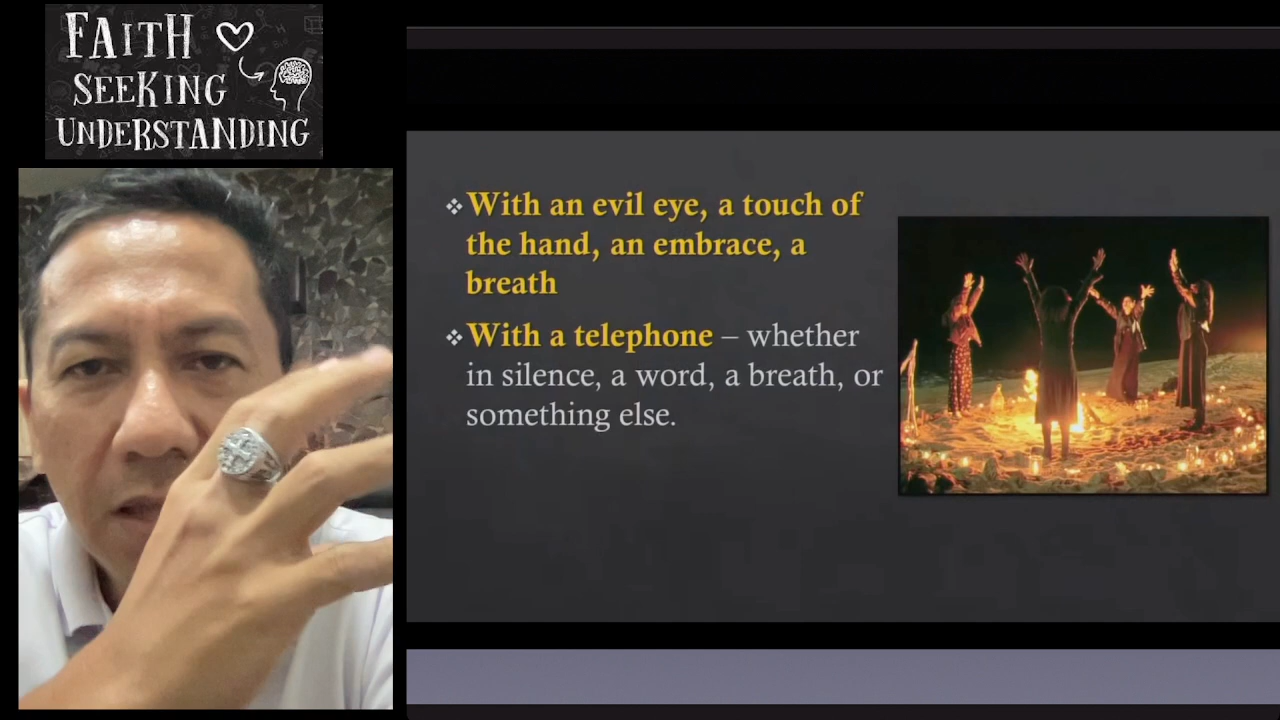 FAITH
SEEKING
UNDERSTANDING
❖With an evil eye, a touch of
the hand, an embrace, a
breath
❖With a telephone – whether
in silence, a word, a breath, or
something else.